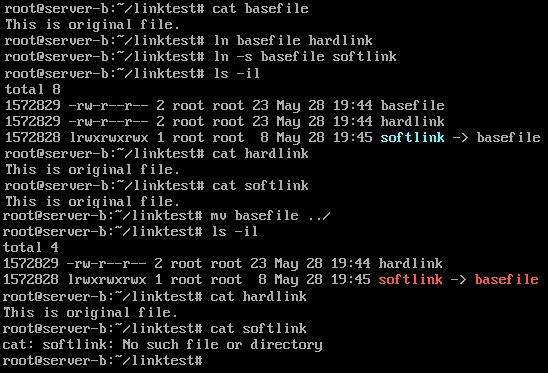 root@server-b:~/linktest# cat basefile
This is original file.
root@server-b:~/linktest# ln basefile hardlink
root@server-b:~/linktest# ln -s basefile softlink
root@server-b:~/linktest# ls -il
total 8
1572829 -rw-r--r-- 2 root root 23 May 28 19:44 basefile
1572829 -rw-r--r-- 2 root root 23 May 28 19:44 hardlink
1572828 lrwxrwxrwx 1 root root  8 May 28 19:45 softlink -> basefile
root@server-b:~/linktest# cat hardlink
This is original file.
root@server-b:~/linktest# cat softlink
This is original file.
root@server-b:~/linktest# mv basefile ../
root@server-b:~/linktest# ls -il
total 4
1572829 -rw-r--r-- 2 root root 23 May 28 19:44 hardlink
1572828 lrwxrwxrwx 1 root root  8 May 28 19:45 softlink -> basefile
root@server-b:~/linktest# cat hardlink
This is original file.
root@server-b:~/linktest# cat softlink
cat: softlink: No such file or directory
root@server-b:~/linktest#